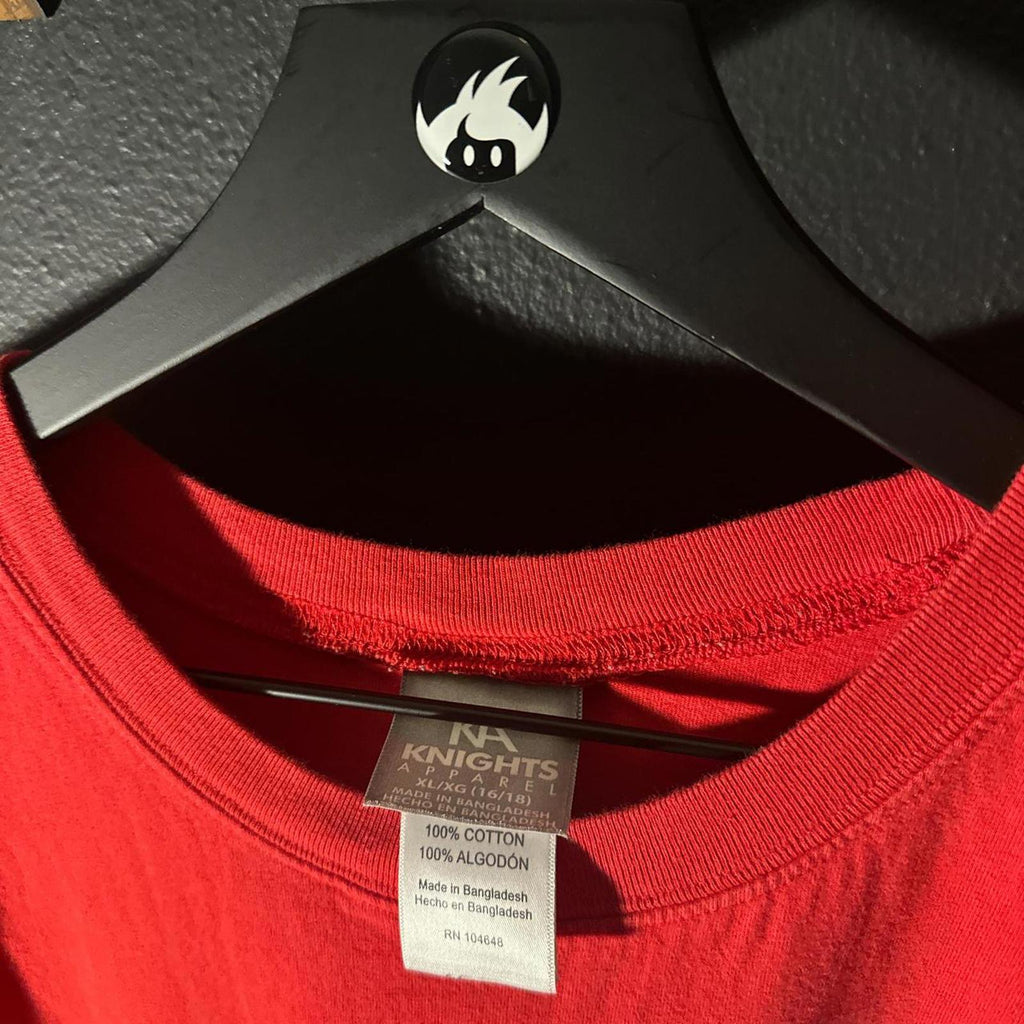 KA
KNIGHTS
APPAREL
XL/XG (16/18)
MADE IN BANGLADESH
HECHO EN BANGLADESH
100% COTTON
100% ALGODÓN
Made in Bangladesh
Hecho en Bangladesh
RN 104648